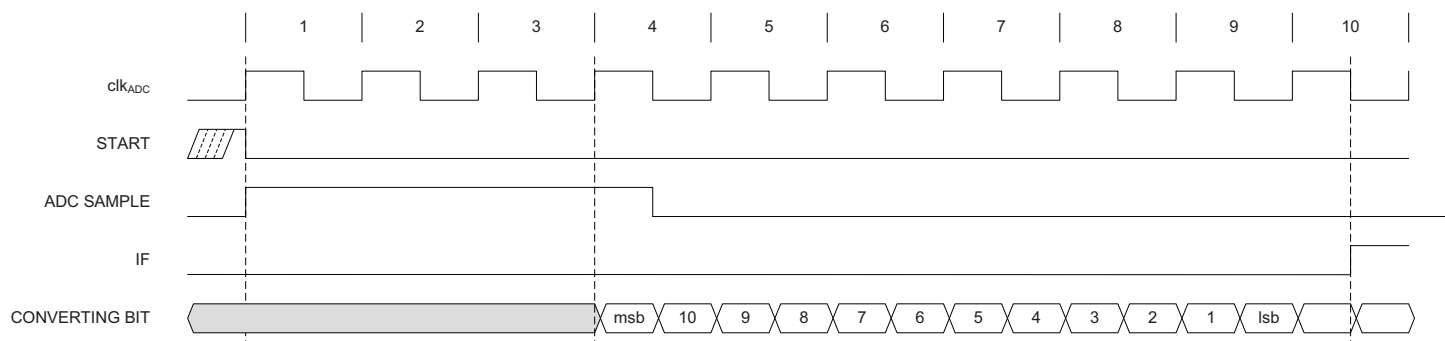 1 2 3 4 5 6 7 8 9 10
clkADC
START
ADC SAMPLE
IF
CONVERTING BIT msb 10 9 8 7 6 5 4 3 2 1 lsb